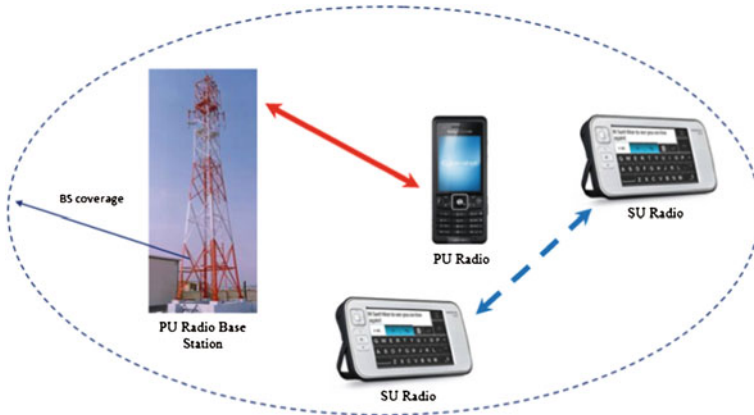 BS coverage
PU Radio Base
Station
PU Radio
SU Radio
SU Radio